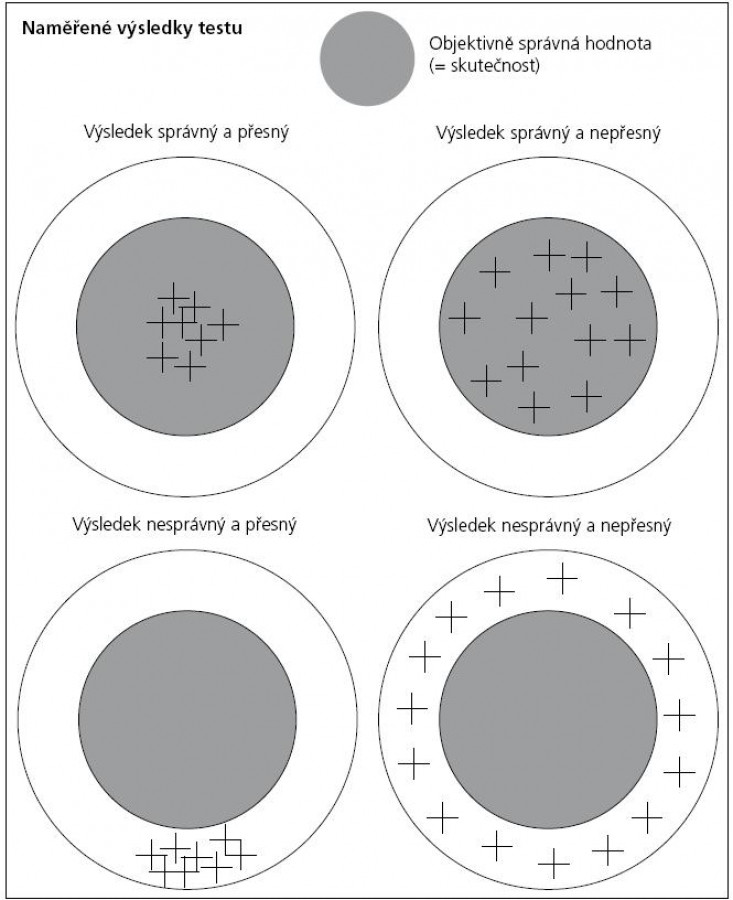 Naměřené výsledky testu
Objektivně správná hodnota
(= skutečnost)
Výsledek správný a přesný
Výsledek správný a nepřesný
Výsledek nesprávný a přesný
Výsledek nesprávný a nepřesný